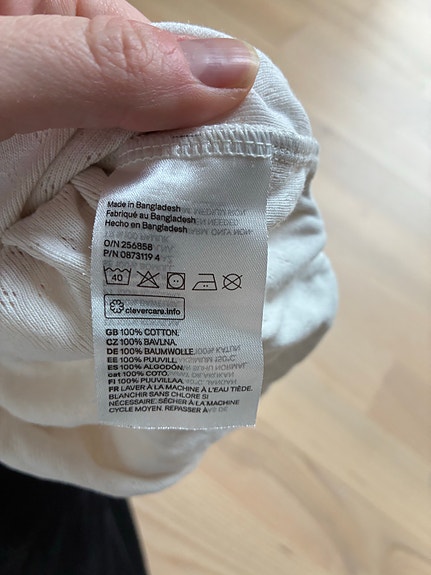 Made in Bangladesh
Fabriqué au Bangladesh
Hecho en Bangladesh
O/N 256858
P/N 0873119 4
40
clevercare.info
GB 100% COTTON.
CZ 100% BAVLNA.
DE 100% BAUMWOLLE.
EE 100% PUUVILL.
ES 100% ALGODÓN.
cat 100% COTÓ.
FI 100% PUUVILLAA.
FR LAVER À LA MACHINE À L'EAU TIÈDE.
BLANCHIR SANS CHLORE SI
NÉCESSAIRE. SÉCHER À LA MACHINE
CYCLE MOYEN. REPASSER À